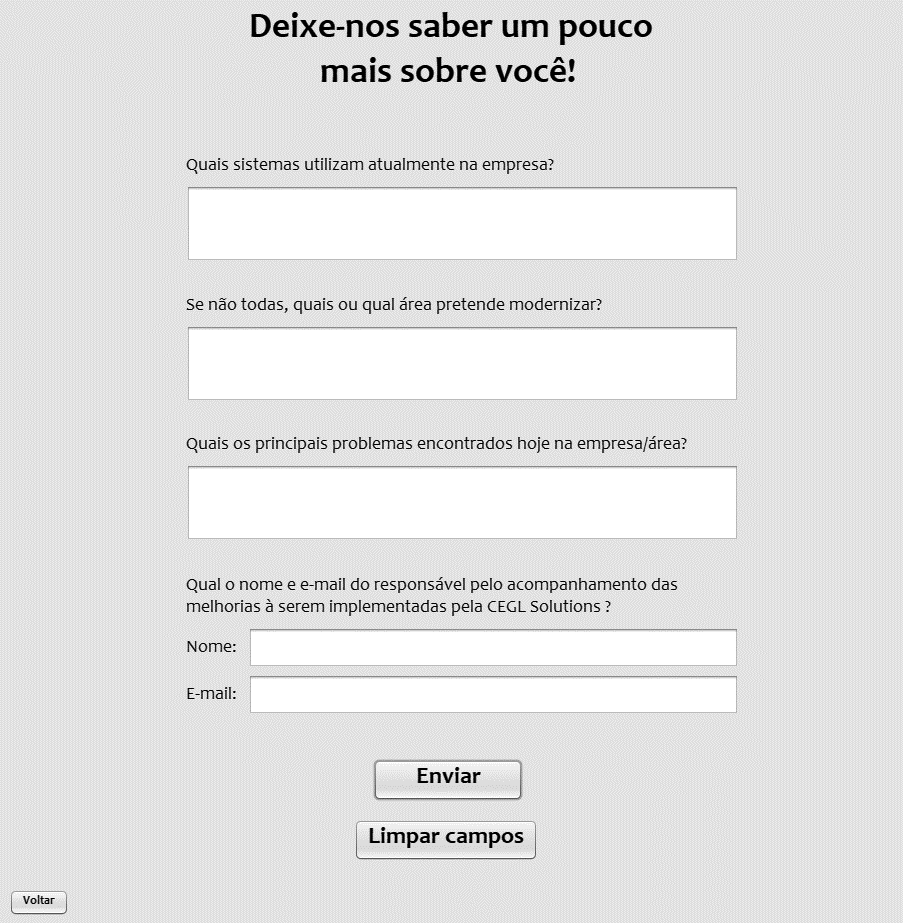 Deixe-nos saber um pouco
mais sobre você!
Quais sistemas utilizam atualmente na empresa?
Se não todas, quais ou qual área pretende modernizar?
Quais os principais problemas encontrados hoje na empresa/área?
Qual o nome e e-mail do responsável pelo acompanhamento das
melhorias à serem implementadas pela CEGL Solutions ?
Nome:
E-mail:
Enviar
Limpar campos
Voltar